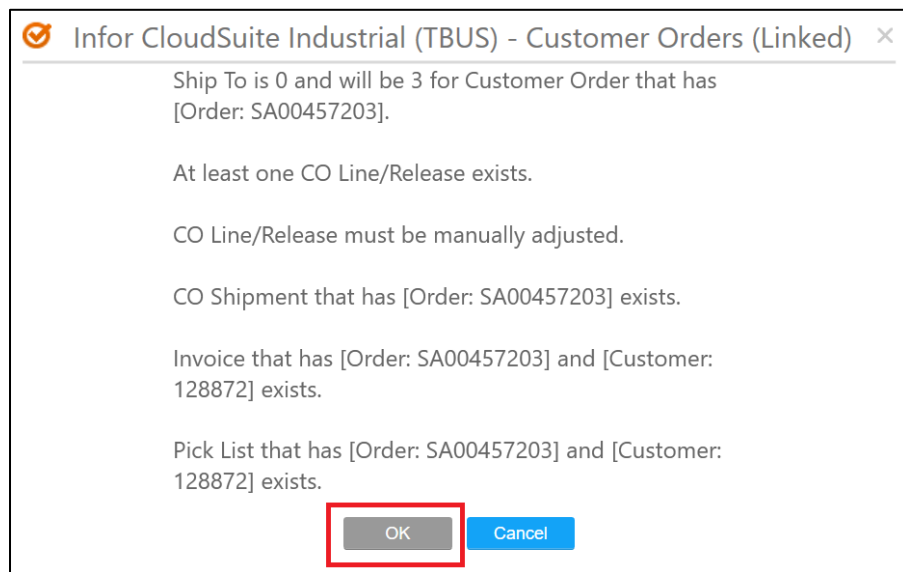 Infor CloudSuite Industrial (TBUS) - Customer Orders (Linked)
Ship To is 0 and will be 3 for Customer Order that has
[Order: SA00457203].
At least one CO Line/Release exists.
CO Line/Release must be manually adjusted.
CO Shipment that has [Order: SA00457203] exists.
Invoice that has [Order: SA00457203] and [Customer:
128872] exists.
Pick List that has [Order: SA00457203] and [Customer:
128872] exists.
OK Cancel